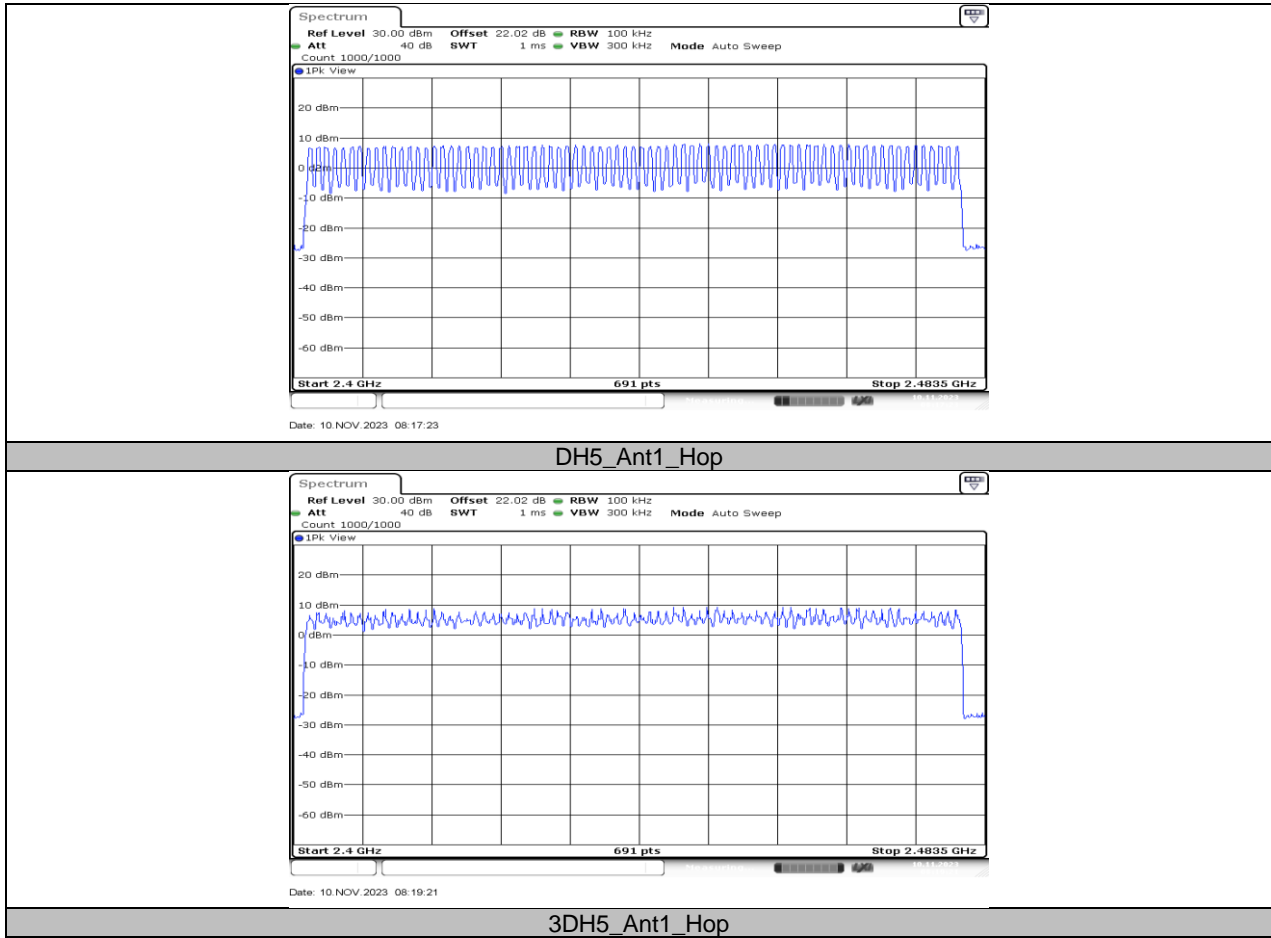 Spectrum
Ref Level 30.00 dBm Offset 22.02 dB RBW 100 kHz
Att 40 dB SWT 1 ms VBW 300 kHz Mode Auto Sweep
Count 1000/1000
1Pk View
20 dBm
10 dBm
0 dBm
-10 dBm
-20 dBm
-30 dBm
-40 dBm
-50 dBm
-60 dBm
Start 2.4 GHz 691 pts Stop 2.4835 GHz
Date: 10.NOV.2023 08:17:23
DH5_Ant1_Hop
Spectrum
Ref Level 30.00 dBm Offset 22.02 dB RBW 100 kHz
Att 40 dB SWT 1 ms VBW 300 kHz Mode Auto Sweep
Count 1000/1000
1Pk View
20 dBm
10 dBm
0 dBm
-10 dBm
-20 dBm
-30 dBm
-40 dBm
-50 dBm
-60 dBm
Start 2.4 GHz 691 pts Stop 2.4835 GHz
Date: 10.NOV.2023 08:19:21
3DH5_Ant1_Hop